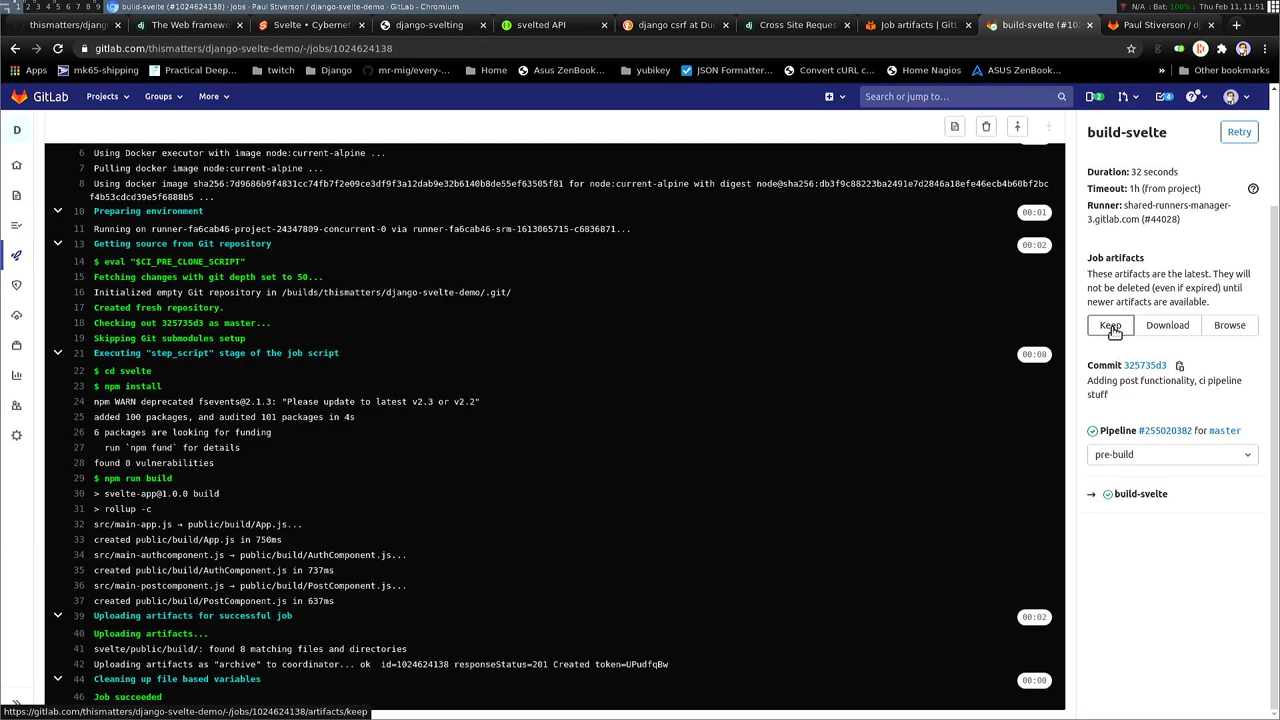 1 2 3 4 5 6 7 8 9
build-svelte (#1024624138) · Jobs · Paul Stiverson / django-svelte-demo · GitLab - Chromium
N/A | Bat: 100% | Thu Feb 11, 11:51
The Web framewo
Svelte • Cybernet
django-svelting
svelted API
django csrf at Du
Cross Site Reques
Job artifacts | GitL
build-svelte (#10
Paul Stiverson / dj
gitlab.com/thismatters/django-svelte-demo/-/jobs/1024624138
Apps
mk65-shipping
Practical Deep...
twitch
Django
mr-mig/every-...
Home
Asus ZenBook...
yubikey
JSON Formatter...
Convert cURL c...
Home Nagios
ASUS ZenBook...
»
Other bookmarks
GitLab
Projects
Groups
More
Search or jump to...
2
4
D
6 Using Docker executor with image node:current-alpine ...
7 Pulling docker image node:current-alpine ...
8 Using docker image sha256:7d9686b9f4831cc74fb7f2e09ce3df9f3a12dab9e32b6140b8de55ef63505f81 for node:current-alpine with digest node@sha256:db3f9c88223ba2491e7d2846a18efe46ecb4b60bf2bc
f4b53cdcd39e5f6888b5 ...
10 Preparing environment 00:01
11 Running on runner-fa6cab46-project-24347809-concurrent-0 via runner-fa6cab46-srm-1613065715-c6836871...
13 Getting source from Git repository 00:02
14 $ eval "$CI_PRE_CLONE_SCRIPT"
15 Fetching changes with git depth set to 50...
16 Initialized empty Git repository in /builds/thismatters/django-svelte-demo/.git/
17 Created fresh repository.
18 Checking out 325735d3 as master...
19 Skipping Git submodules setup
21 Executing "step_script" stage of the job script 00:08
22 $ cd svelte
23 $ npm install
24 npm WARN deprecated fsevents@2.1.3: "Please update to latest v2.3 or v2.2"
25 added 100 packages, and audited 101 packages in 4s
26 6 packages are looking for funding
27 run `npm fund` for details
28 found 0 vulnerabilities
29 $ npm run build
30 > svelte-app@1.0.0 build
31 > rollup -c
32 src/main-app.js → public/build/App.js...
33 created public/build/App.js in 750ms
34 src/main-authcomponent.js → public/build/AuthComponent.js...
35 created public/build/AuthComponent.js in 737ms
36 src/main-postcomponent.js → public/build/PostComponent.js...
37 created public/build/PostComponent.js in 637ms
39 Uploading artifacts for successful job 00:02
40 Uploading artifacts...
41 svelte/public/build/: found 8 matching files and directories
42 Uploading artifacts as "archive" to coordinator... ok id=1024624138 responseStatus=201 Created token=UPudfqBw
44 Cleaning up file based variables 00:00
46 Job succeeded
https://gitlab.com/thismatters/django-svelte-demo/-/jobs/1024624138/artifacts/keep
build-svelte
Retry
Duration: 32 seconds
Timeout: 1h (from project)
Runner: shared-runners-manager-
3.gitlab.com (#44028)
Job artifacts
These artifacts are the latest. They will
not be deleted (even if expired) until
newer artifacts are available.
Keep
Download
Browse
Commit 325735d3
Adding post functionality, ci pipeline
stuff
Pipeline #255020382 for master
pre-build
→ build-svelte